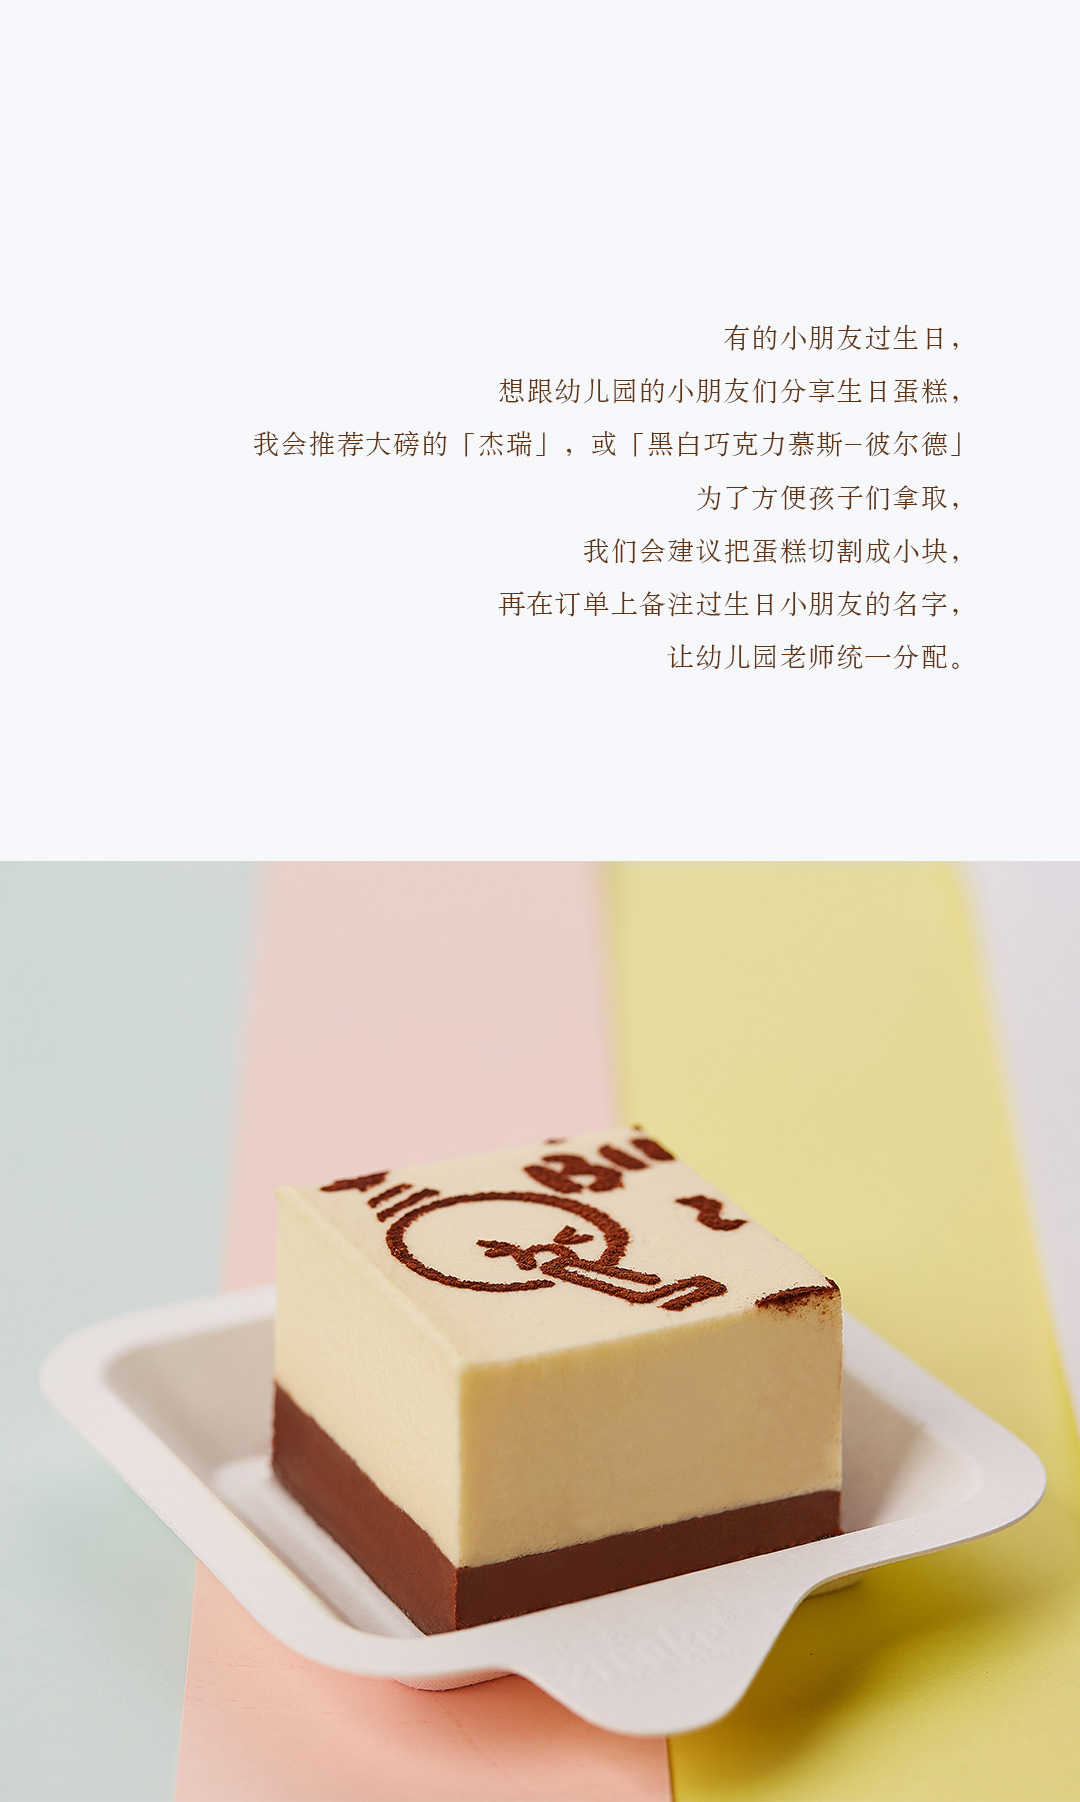 有的小朋友过生日，
想跟幼儿园的小朋友们分享生日蛋糕，
我会推荐大磅的「杰瑞」，或「黑白巧克力慕斯—彼尔德」
为了方便孩子们拿取，
我们会建议把蛋糕切割成小块，
再在订单上备注过生日小朋友的名字，
让幼儿园老师统一分配。